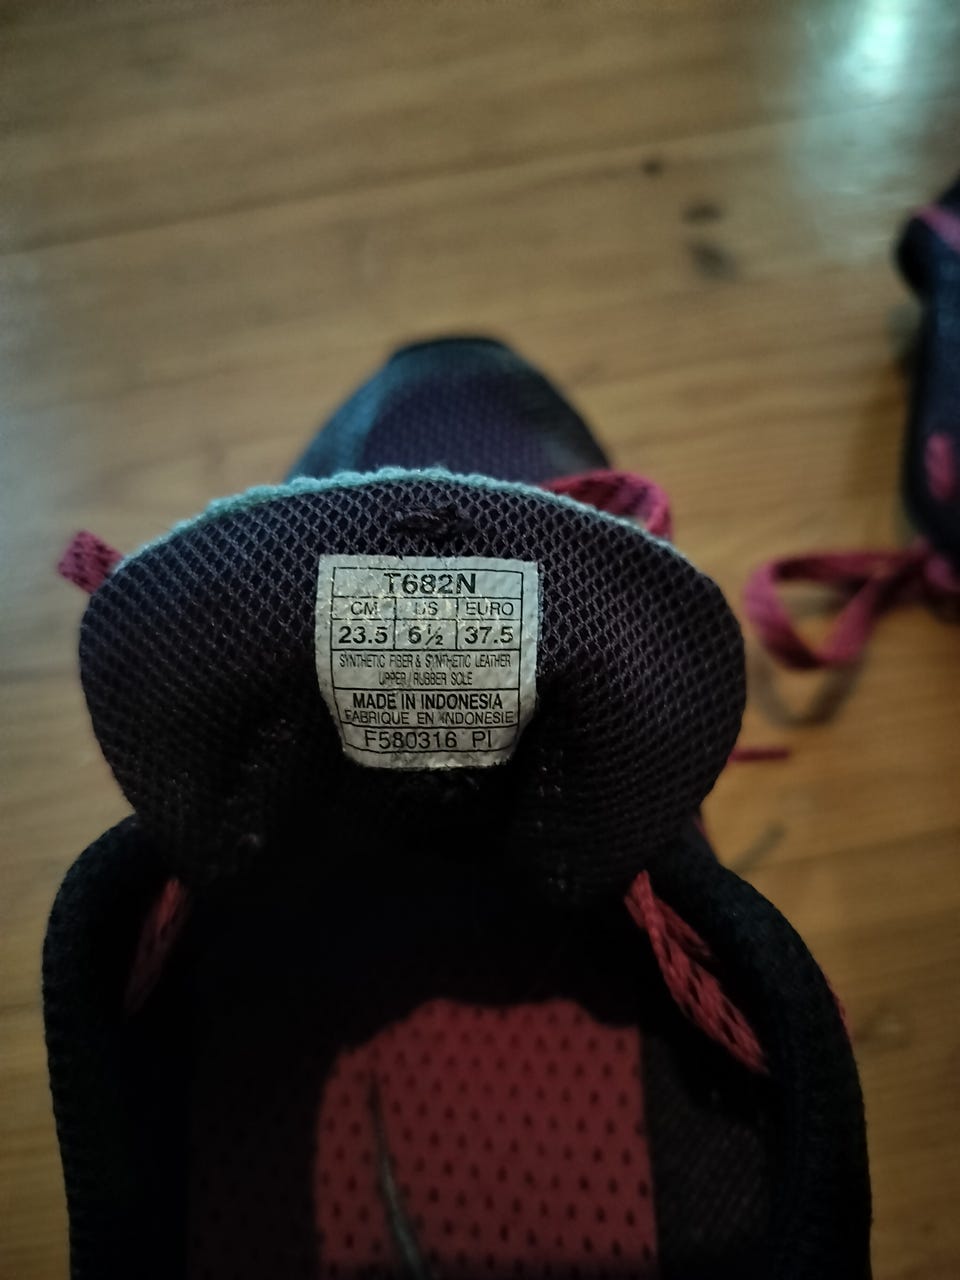 T682N
CM US EURO
23.5 6½ 37.5
SYNTHETIC FIBER & SYNTHETIC LEATHER
UPPER / RUBBER SOLE
MADE IN INDONESIA
FABRIQUE EN INDONESIE
F580316 PI